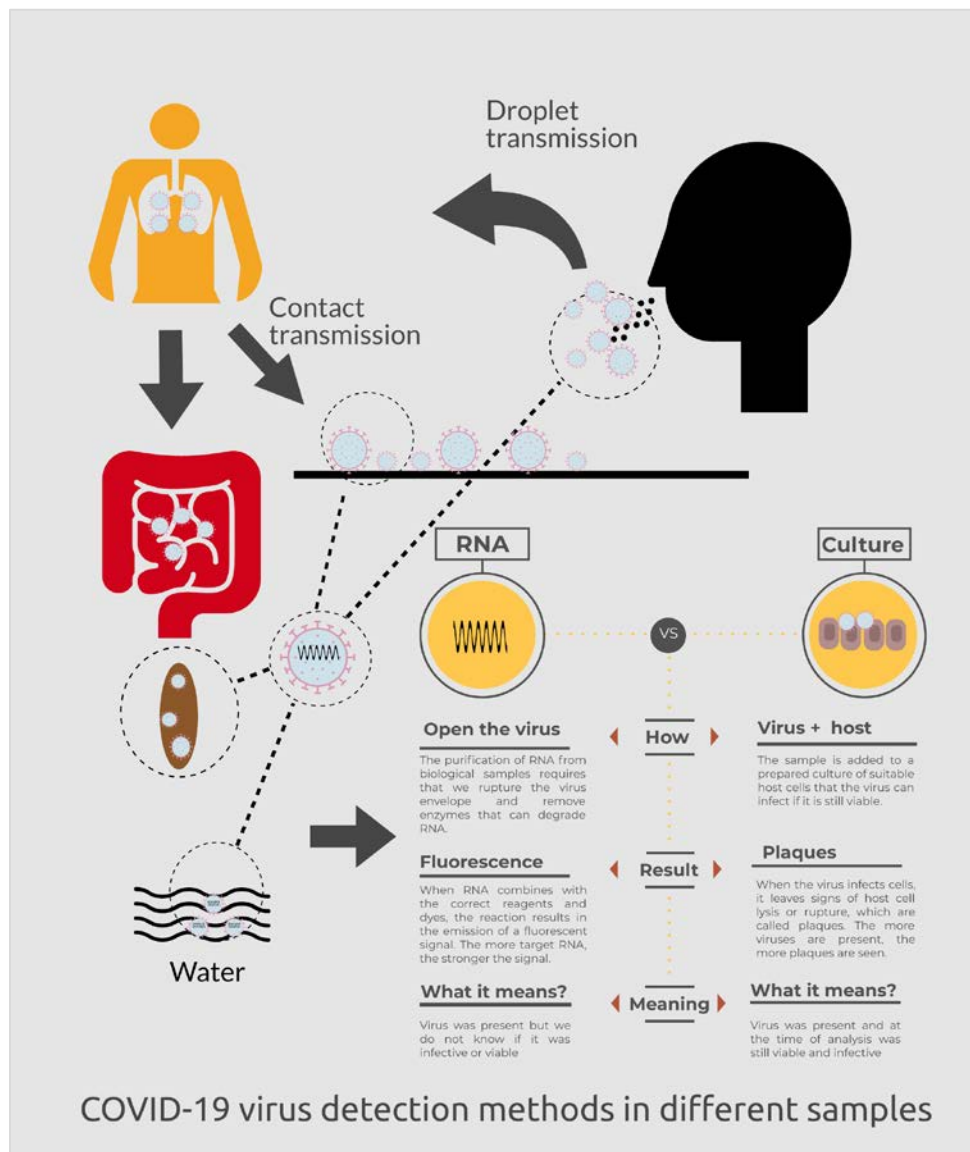 Droplet
transmission
Contact
transmission
RNA
Culture
VS
Open the virus
The purification of RNA from
biological samples requires
that we rupture the virus
envelope and remove
enzymes that can degrade
RNA.
How
Virus + host
The sample is added to a
prepared culture of suitable
host cells that the virus can
infect if it is still viable.
Fluorescence
When RNA combines with
the correct reagents and
dyes, the reaction results in
the emission of a fluorescent
signal. The more target RNA,
the stronger the signal.
Result
Plaques
When the virus infects cells,
it leaves signs of host cell
lysis or rupture, which are
called plaques. The more
viruses are present, the
more plaques are seen.
Water
What it means?
Virus was present but we
do not know if it was
infective or viable
Meaning
What it means?
Virus was present and at
the time of analysis was
still viable and infective
COVID-19 virus detection methods in different samples